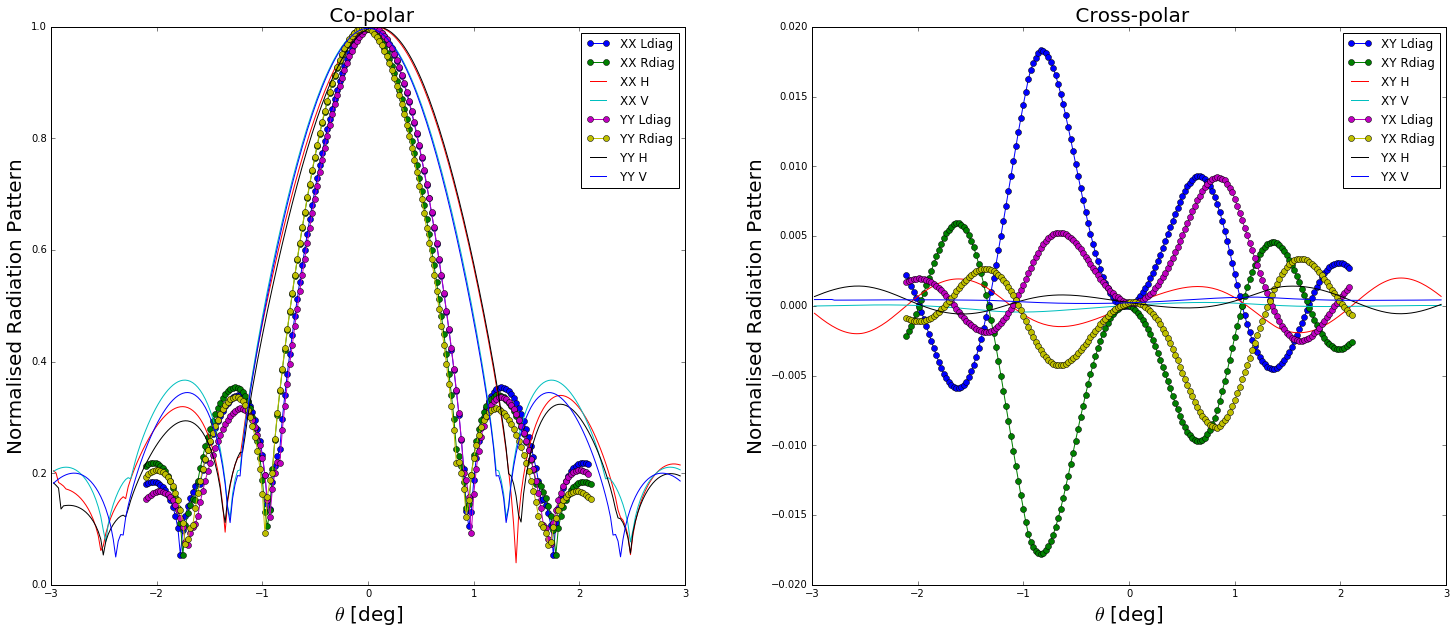 Co-polar
1.0
0.8
0.6
0.4
0.2
0.0
Normalised Radiation Pattern
XX Ldiag
XX Rdiag
XX H
XX V
YY Ldiag
YY Rdiag
YY H
YY V
−3 −2 −1 0 1 2 3
θ [deg]
Cross-polar
0.020
0.015
0.010
0.005
0.000
−0.005
−0.010
−0.015
−0.020
Normalised Radiation Pattern
XY Ldiag
XY Rdiag
XY H
XY V
YX Ldiag
YX Rdiag
YX H
YX V
−3 −2 −1 0 1 2 3
θ [deg]